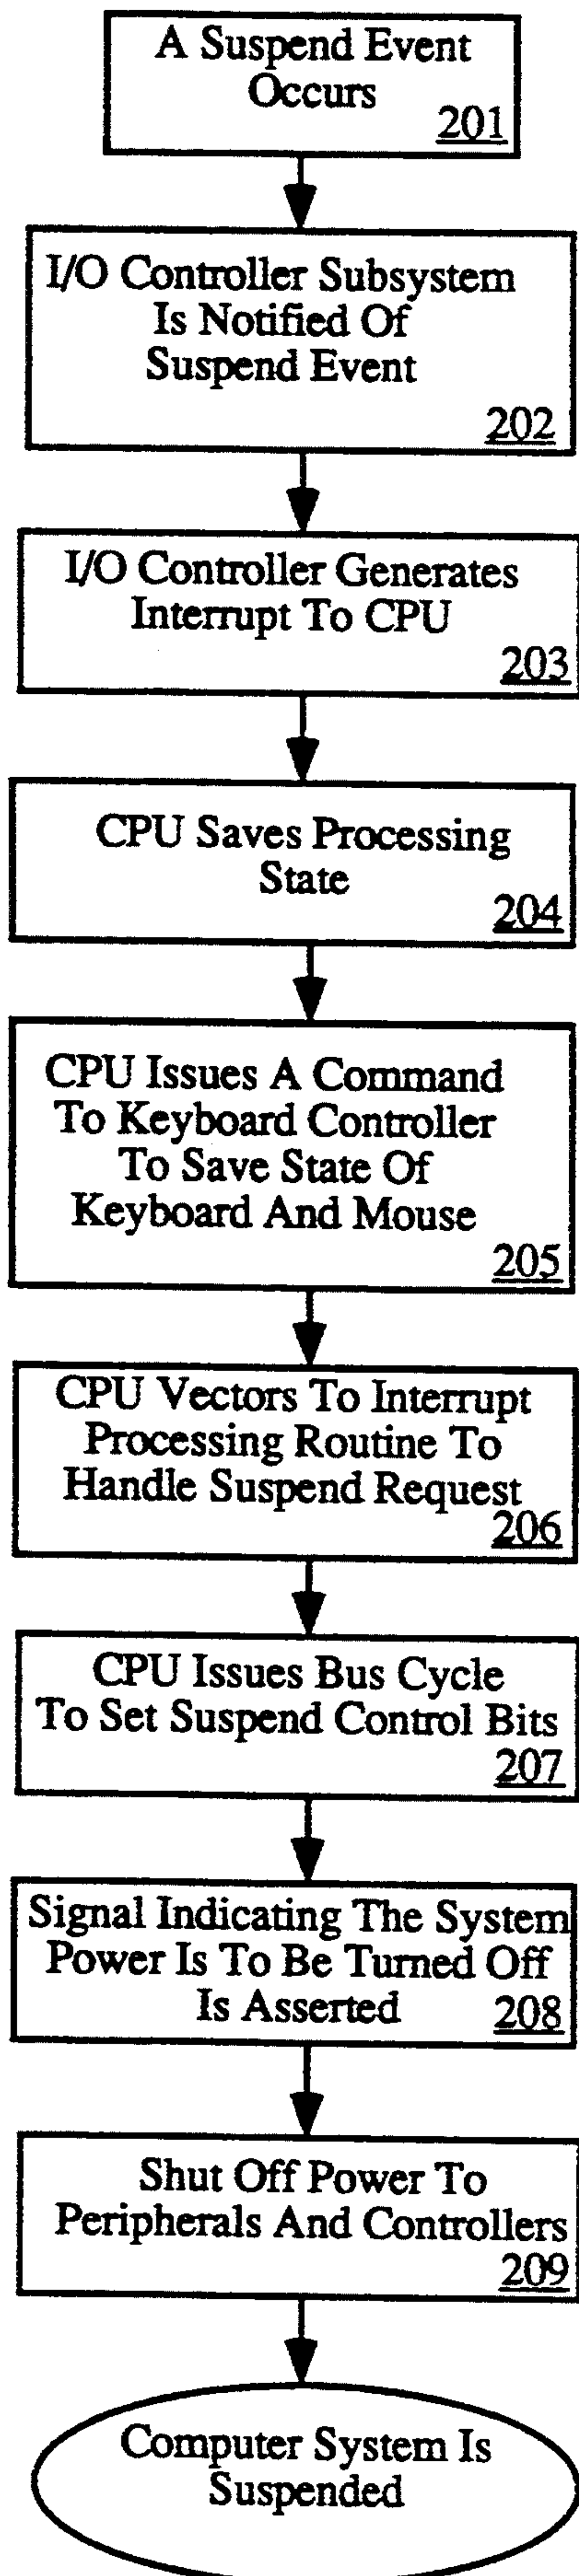 A Suspend Event
Occurs
201
I/O Controller Subsystem
Is Notified Of
Suspend Event
202
I/O Controller Generates
Interrupt To CPU
203
CPU Saves Processing
State
204
CPU Issues A Command
To Keyboard Controller
To Save State Of
Keyboard And Mouse
205
CPU Vectors To Interrupt
Processing Routine To
Handle Suspend Request
206
CPU Issues Bus Cycle
To Set Suspend Control Bits
207
Signal Indicating The System
Power Is To Be Turned Off
Is Asserted 208
Shut Off Power To
Peripherals And Controllers
209
Computer System Is
Suspended